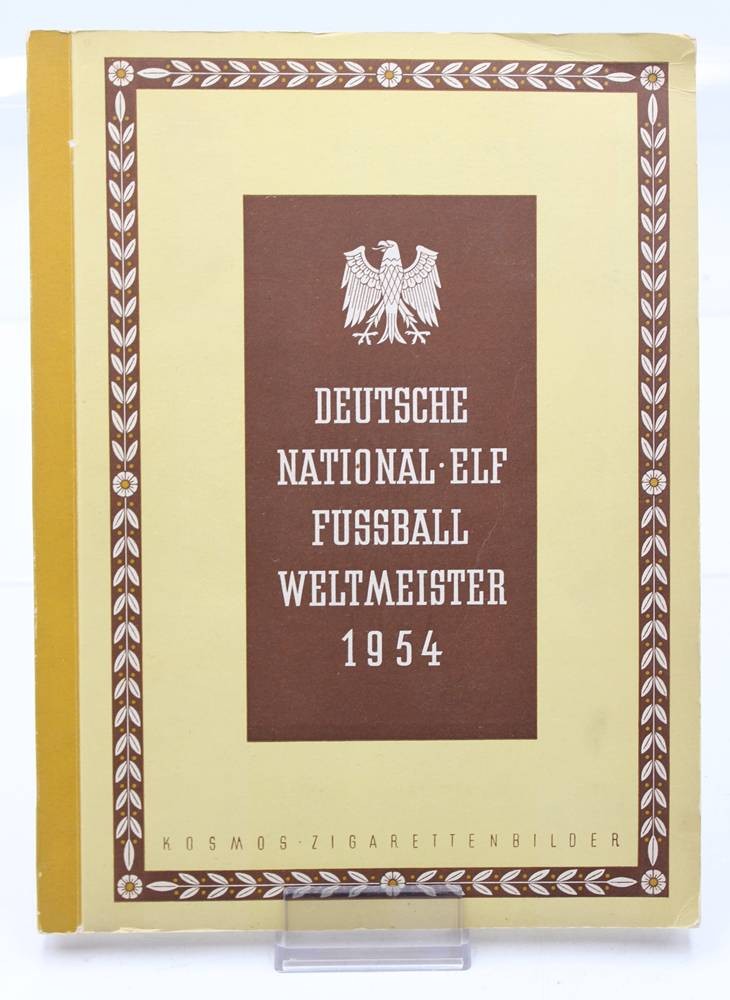 DEUTSCHE
NATIONAL·ELF
FUSSBALL
WELTMEISTER
1954
KOSMOS·ZIGARETTENBILDER